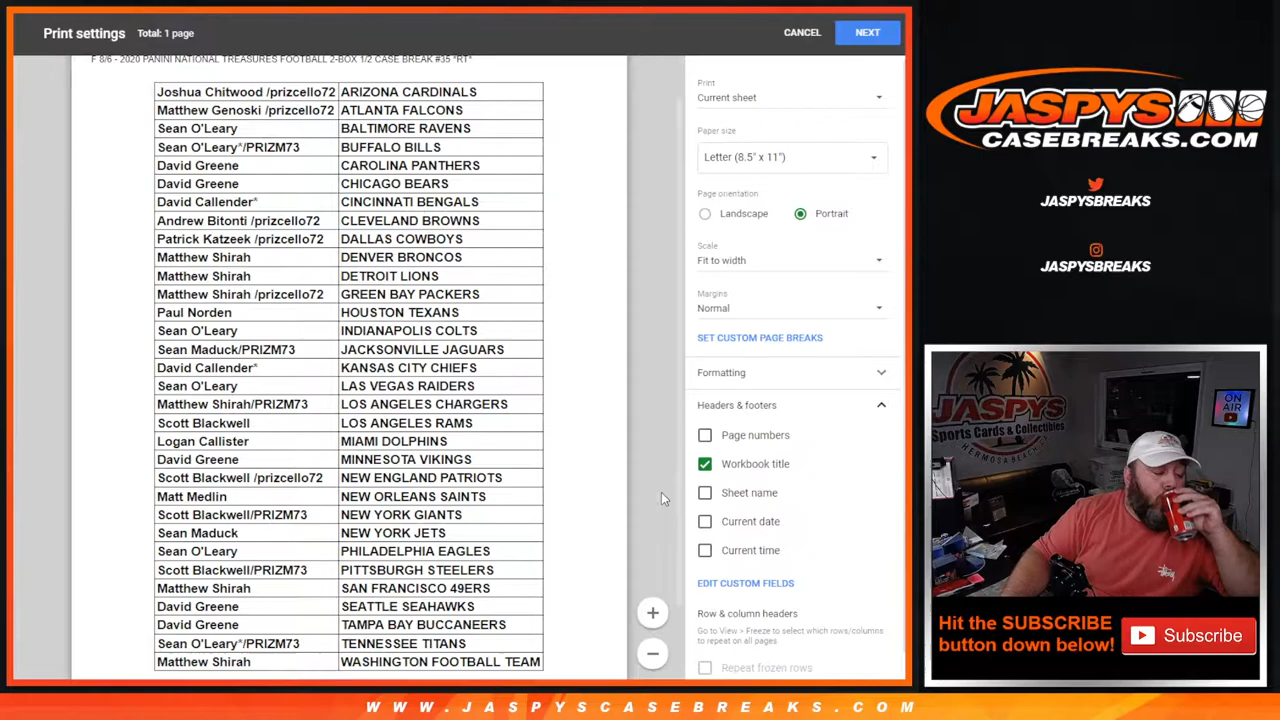 Print settings Total: 1 page CANCEL NEXT
F 8/6 - 2020 PANINI NATIONAL TREASURES FOOTBALL 2-BOX 1/2 CASE BREAK #35 *RT*
Joshua Chitwood /prizcello72 ARIZONA CARDINALS
Matthew Genoski /prizcello72 ATLANTA FALCONS
Sean O'Leary BALTIMORE RAVENS
Sean O'Leary*/PRIZM73 BUFFALO BILLS
David Greene CAROLINA PANTHERS
David Greene CHICAGO BEARS
David Callender* CINCINNATI BENGALS
Andrew Bitonti /prizcello72 CLEVELAND BROWNS
Patrick Katzeek /prizcello72 DALLAS COWBOYS
Matthew Shirah DENVER BRONCOS
Matthew Shirah DETROIT LIONS
Matthew Shirah /prizcello72 GREEN BAY PACKERS
Paul Norden HOUSTON TEXANS
Sean O'Leary INDIANAPOLIS COLTS
Sean Maduck/PRIZM73 JACKSONVILLE JAGUARS
David Callender* KANSAS CITY CHIEFS
Sean O'Leary LAS VEGAS RAIDERS
Matthew Shirah/PRIZM73 LOS ANGELES CHARGERS
Scott Blackwell LOS ANGELES RAMS
Logan Callister MIAMI DOLPHINS
David Greene MINNESOTA VIKINGS
Scott Blackwell /prizcello72 NEW ENGLAND PATRIOTS
Matt Medlin NEW ORLEANS SAINTS
Scott Blackwell/PRIZM73 NEW YORK GIANTS
Sean Maduck NEW YORK JETS
Sean O'Leary PHILADELPHIA EAGLES
Scott Blackwell/PRIZM73 PITTSBURGH STEELERS
Matthew Shirah SAN FRANCISCO 49ERS
David Greene SEATTLE SEAHAWKS
David Greene TAMPA BAY BUCCANEERS
Sean O'Leary*/PRIZM73 TENNESSEE TITANS
Matthew Shirah WASHINGTON FOOTBALL TEAM
Print
Current sheet
Paper size
Letter (8.5" x 11")
Page orientation
Landscape Portrait
Scale
Fit to width
Margins
Normal
SET CUSTOM PAGE BREAKS
Formatting
Headers & footers
Page numbers
Workbook title
Sheet name
Current date
Current time
EDIT CUSTOM FIELDS
Row & column headers
Go to View > Freeze to select which rows/columns
to repeat on all pages
Repeat frozen rows
JASPYS
CASEBREAKS.COM
JASPYSBREAKS
JASPYSBREAKS
JASPYS
Sports Cards & Collectibles
HERMOSA BEACH
ON
AIR
Hit the SUBSCRIBE
button down below!
Subscribe
WWW.JASPYSCASEBREAKS.COM